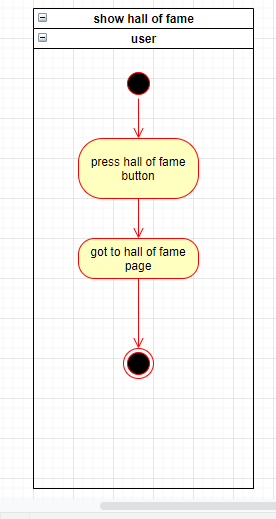 show hall of fame
user
press hall of fame
button
got to hall of fame
page